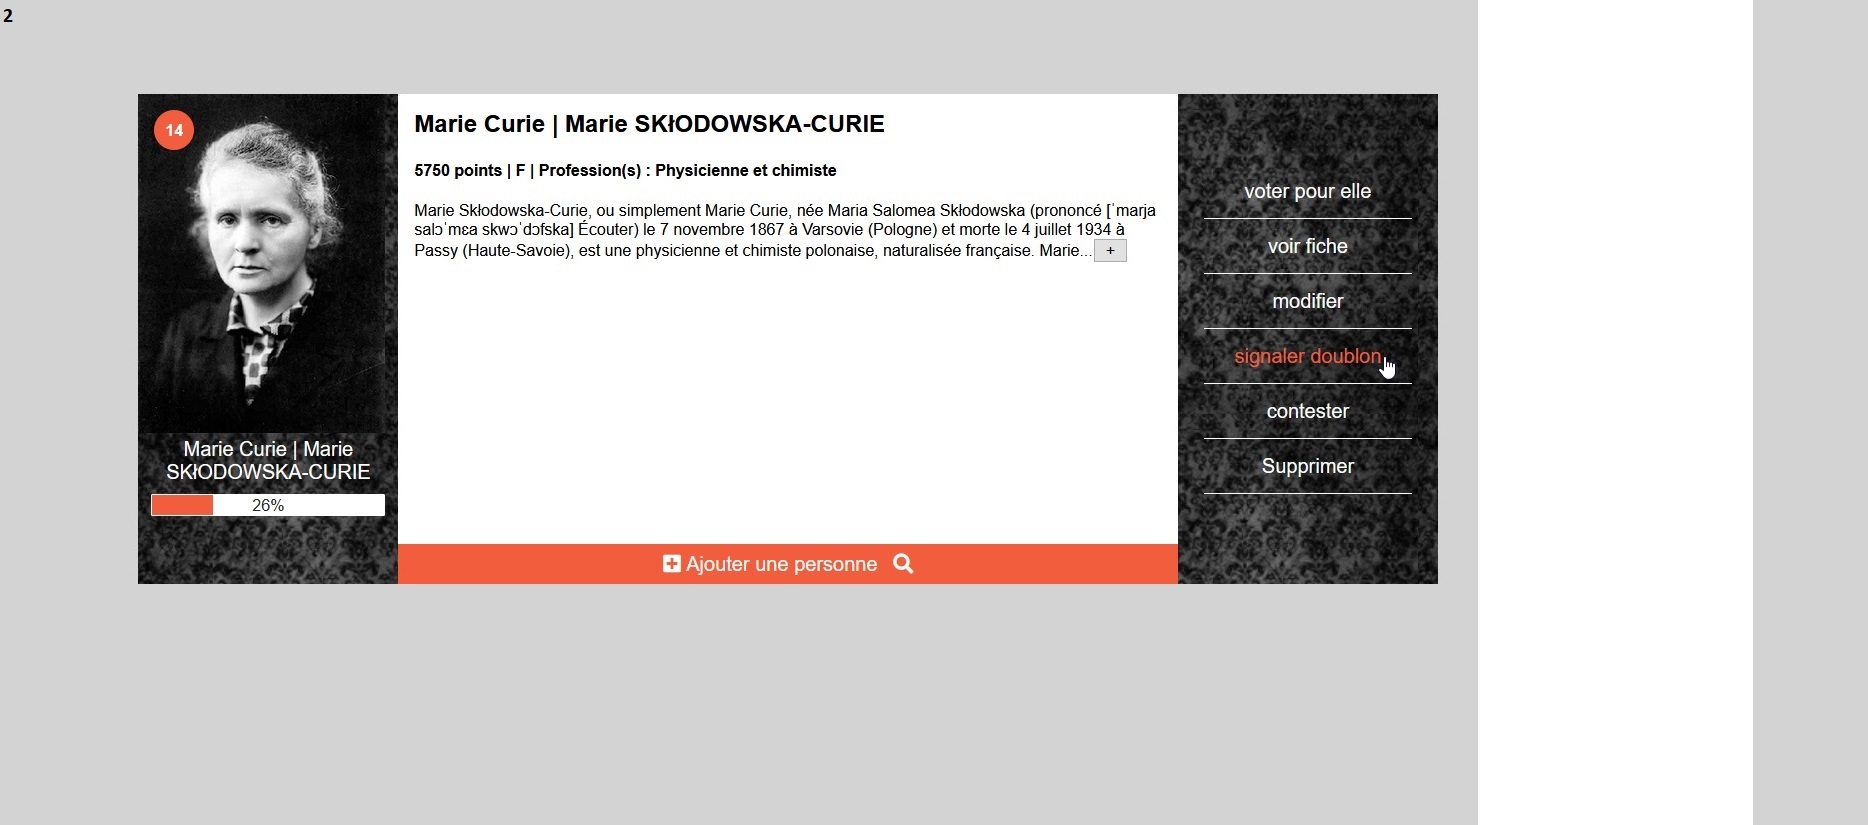 2
14
Marie Curie | Marie
SKłODOWSKA-CURIE
26%
Marie Curie | Marie SKłODOWSKA-CURIE
5750 points | F | Profession(s) : Physicienne et chimiste
Marie Skłodowska-Curie, ou simplement Marie Curie, née Maria Salomea Skłodowska (prononcé [ˈmarja
salɔˈmɛa skwɔˈdɔfska] Écouter) le 7 novembre 1867 à Varsovie (Pologne) et morte le 4 juillet 1934 à
Passy (Haute-Savoie), est une physicienne et chimiste polonaise, naturalisée française. Marie... +
Ajouter une personne
voter pour elle
voir fiche
modifier
signaler doublon
contester
Supprimer